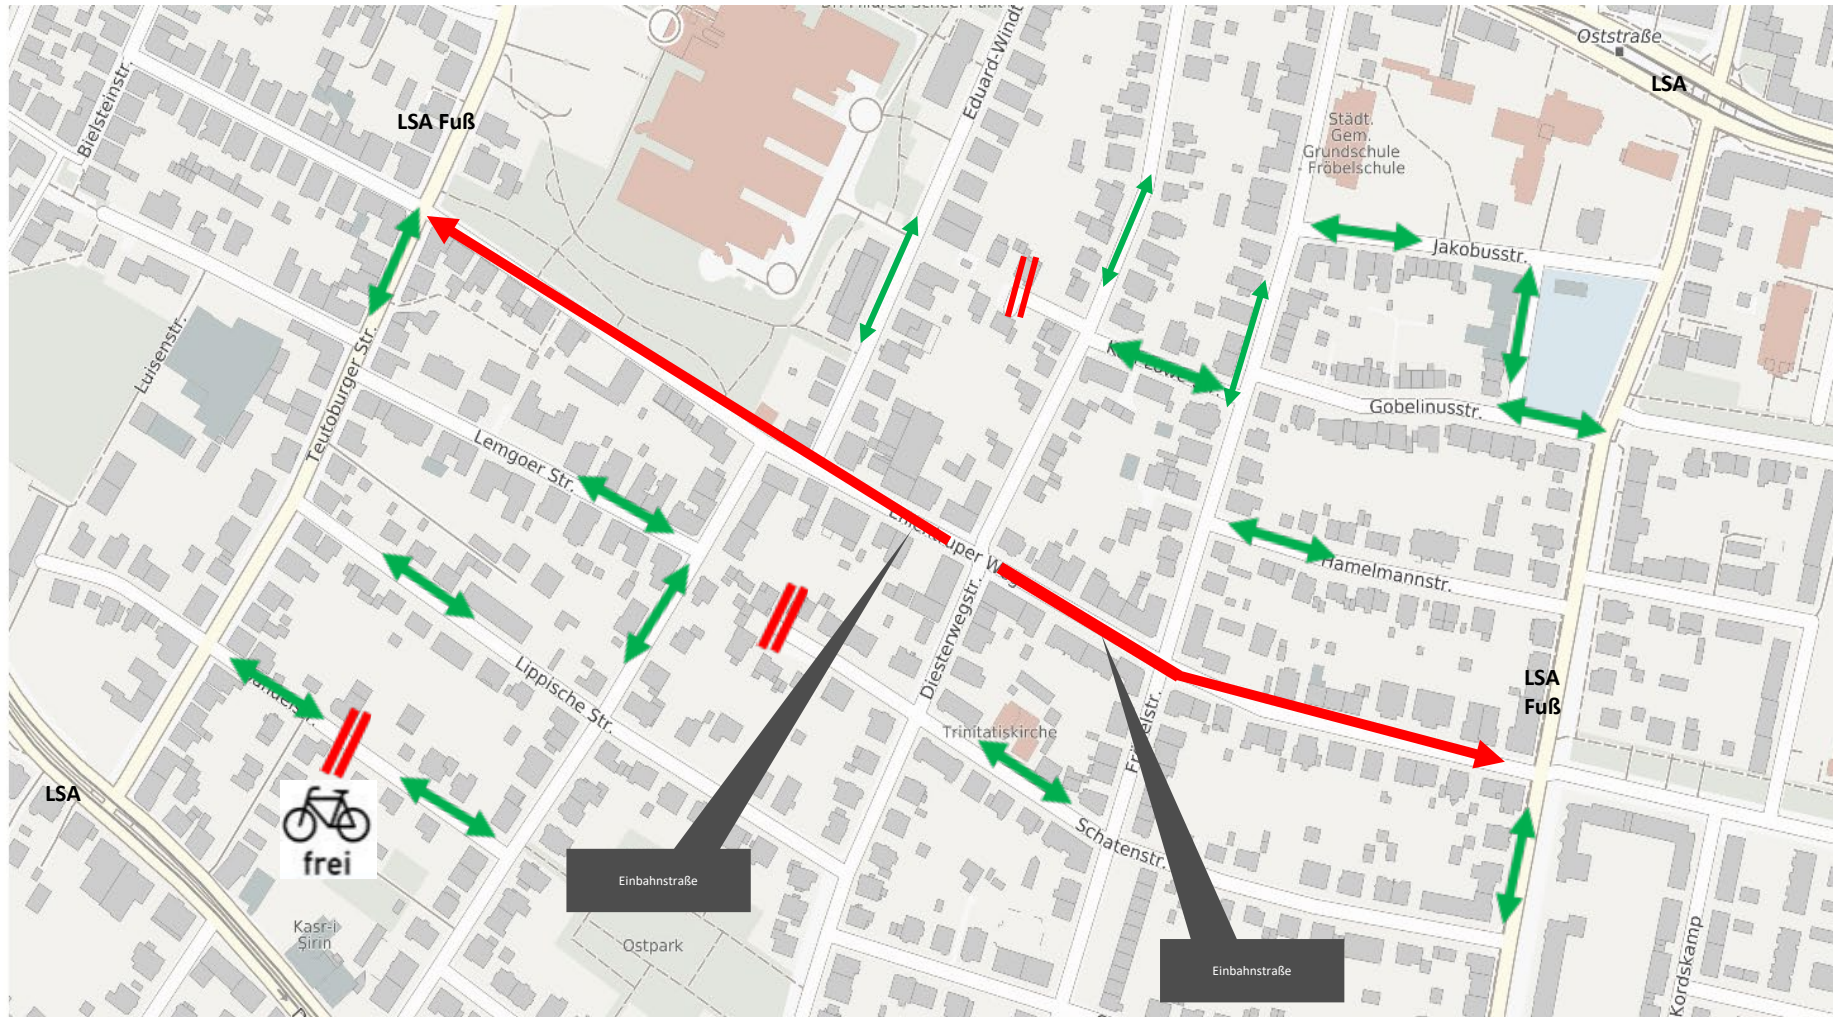 Oststraße
LSA
Bielsteinstr.
LSA Fuß
Eduard-Windt
Städt.
Gem.
Grundschule
Fröbelschule
Jakobusstr.
Luisenstr.
Teutoburger Str.
Gobelinusstr.
Lemgoer Str.
Hamelmannstr.
Diesterwegstr.
Lippische Str.
LSA
Fuß
Trinitatiskirche
LSA
frei
Schatenstr.
Einbahnstraße
Kasr-i
Şirin
Ostpark
Einbahnstraße
Kordskamp